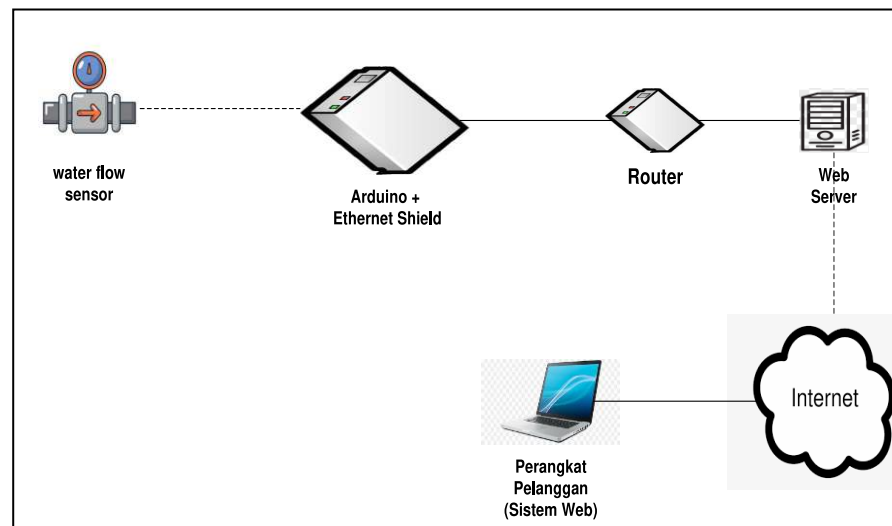 water flow
sensor
Arduino +
Ethernet Shield
Router
Web
Server
Internet
Perangkat
Pelanggan
(Sistem Web)